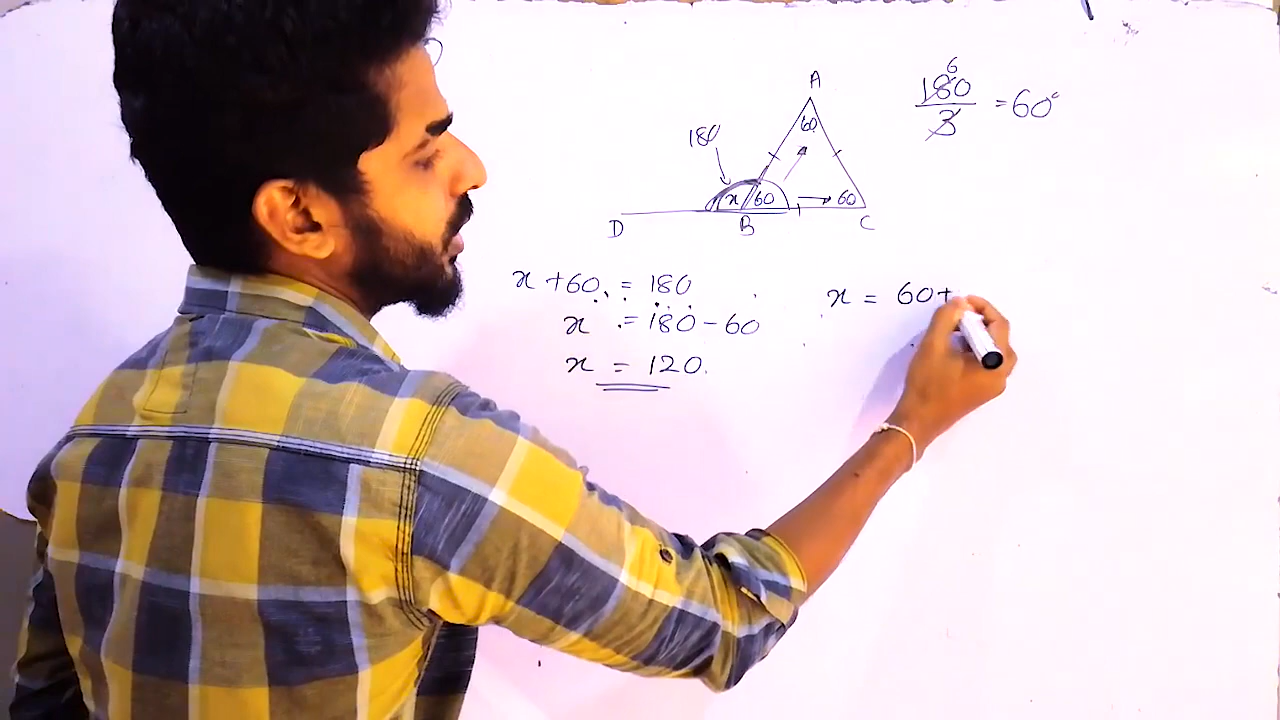 A
6
180
3
= 60°
60
180
x 60
60
D B C
x + 60 = 180
x = 180 - 60
x = 120.
x = 60 +